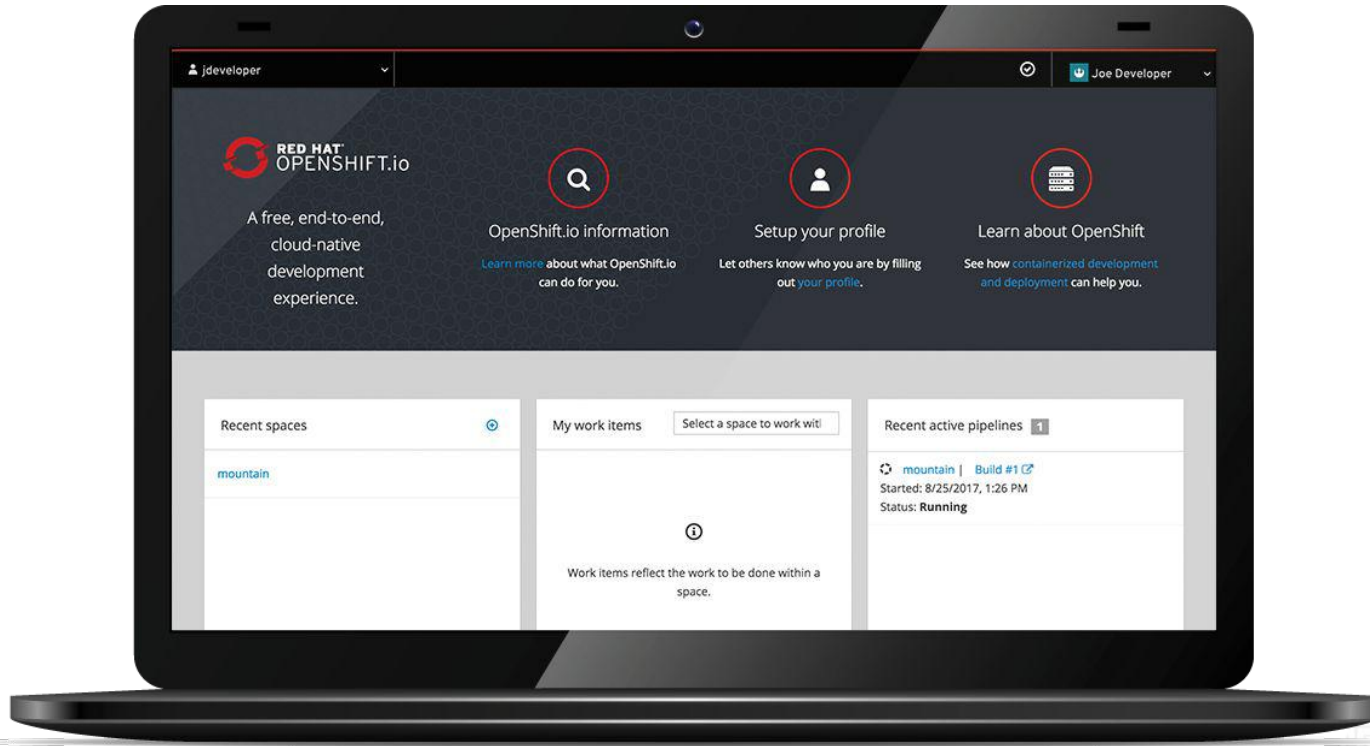 jdeveloper
Joe Developer
RED HAT
OPENSHIFT.io
A free, end-to-end,
cloud-native
development
experience.
OpenShift.io information
Learn more about what OpenShift.io
can do for you.
Setup your profile
Let others know who you are by filling
out your profile.
Learn about OpenShift
See how containerized development
and deployment can help you.
Recent spaces
mountain
My work items
Select a space to work wit
Work items reflect the work to be done within a
space.
Recent active pipelines 1
mountain | Build #1
Started: 8/25/2017, 1:26 PM
Status: Running